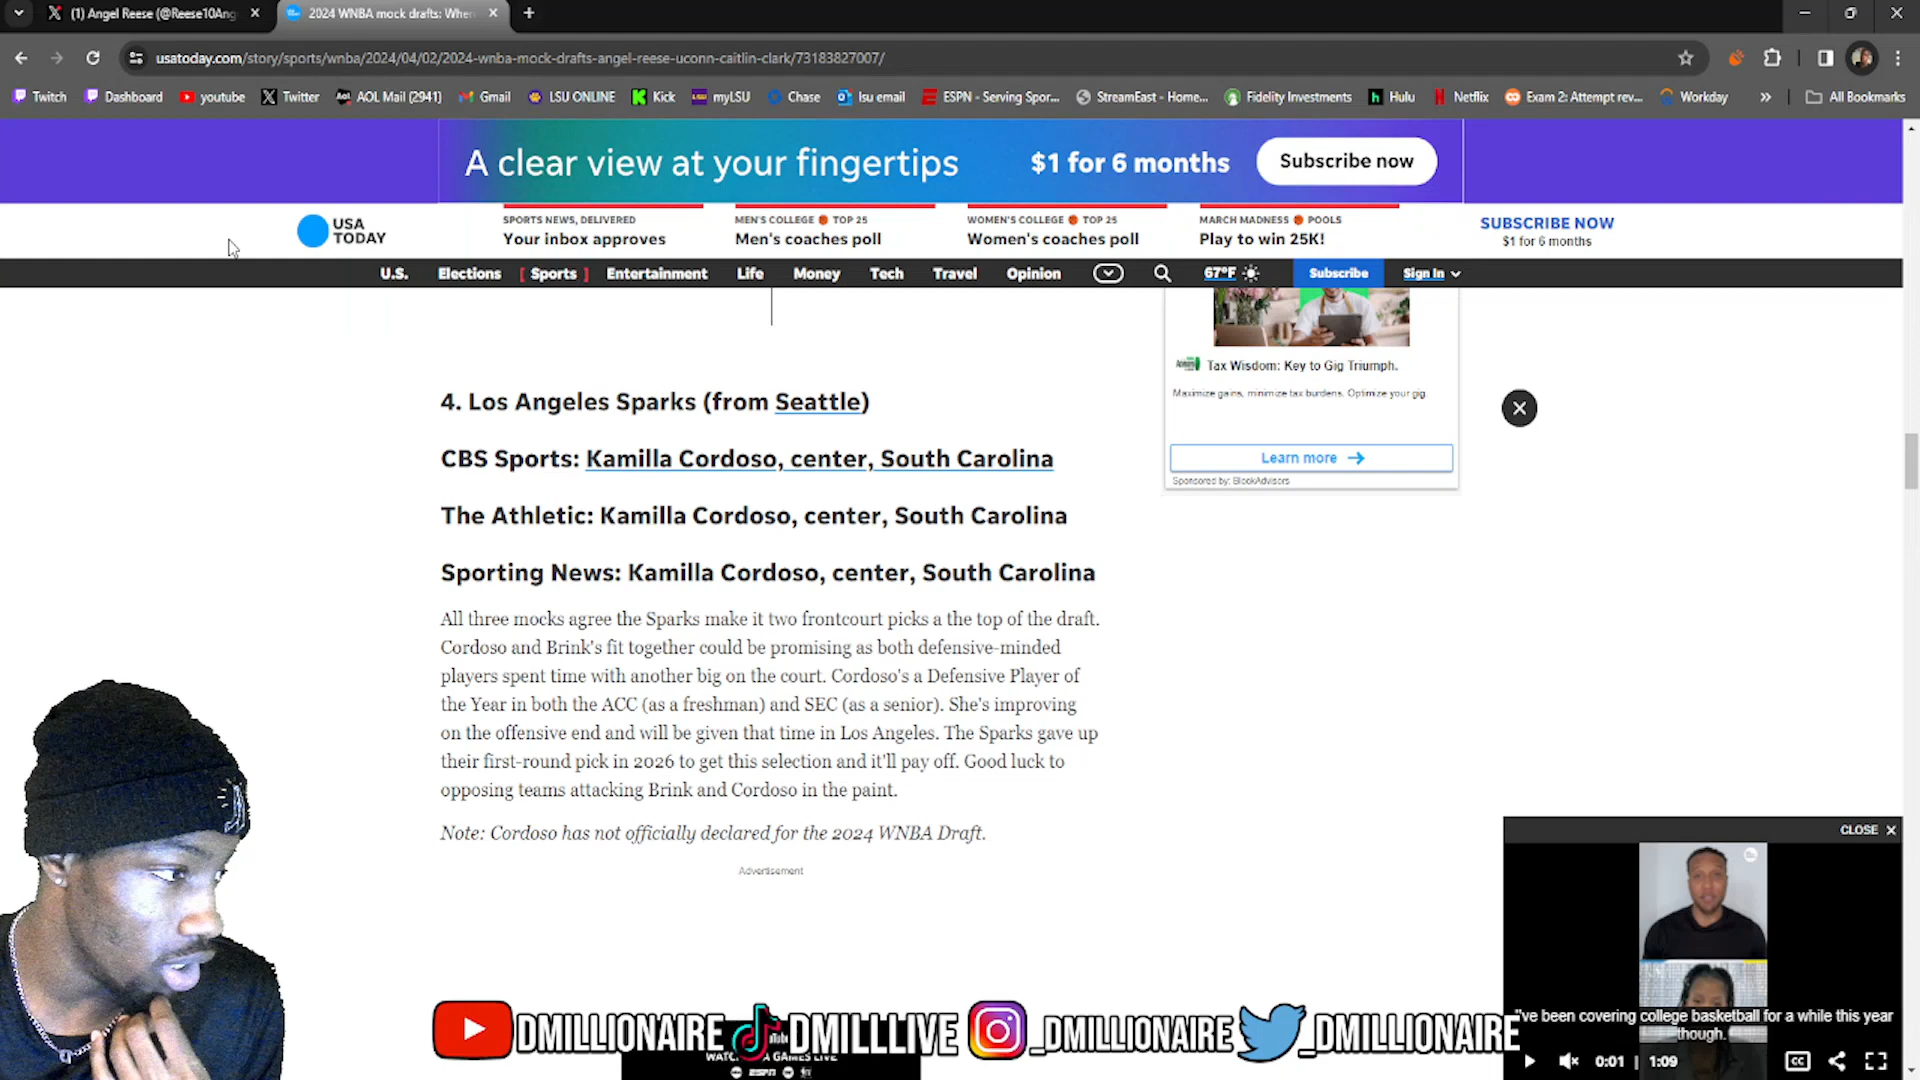 (1) Angel Reese (@Reese10Ang
2024 WNBA mock drafts: Wher
usatoday.com/story/sports/wnba/2024/04/02/2024-wnba-mock-drafts-angel-reese-uconn-caitlin-clark/73183827007/
Twitch
Dashboard
youtube
Twitter
AOL Mail (2941)
Gmail
LSU ONLINE
Kick
myLSU
Chase
lsu email
ESPN - Serving Spor...
StreamEast - Home...
Fidelity Investments
Hulu
Netflix
Exam 2: Attempt rev...
Workday
All Bookmarks
A clear view at your fingertips
$1 for 6 months
Subscribe now
USA
TODAY
SPORTS NEWS, DELIVERED
Your inbox approves
MEN'S COLLEGE 🏀 TOP 25
Men's coaches poll
WOMEN'S COLLEGE 🏀 TOP 25
Women's coaches poll
MARCH MADNESS 🏀 POOLS
Play to win 25K!
SUBSCRIBE NOW
$1 for 6 months
U.S.
Elections
[ Sports ]
Entertainment
Life
Money
Tech
Travel
Opinion
67°F
Subscribe
Sign In
Tax Wisdom: Key to Gig Triumph.
Maximize gains, minimize tax burdens. Optimize your gig.
Learn more →
Sponsored by: BlockAdvisors
4. Los Angeles Sparks (from Seattle)
CBS Sports: Kamilla Cordoso, center, South Carolina
The Athletic: Kamilla Cordoso, center, South Carolina
Sporting News: Kamilla Cordoso, center, South Carolina
All three mocks agree the Sparks make it two frontcourt picks a the top of the draft.
Cordoso and Brink's fit together could be promising as both defensive-minded
players spent time with another big on the court. Cordoso's a Defensive Player of
the Year in both the ACC (as a freshman) and SEC (as a senior). She's improving
on the offensive end and will be given that time in Los Angeles. The Sparks gave up
their first-round pick in 2026 to get this selection and it'll pay off. Good luck to
opposing teams attacking Brink and Cordoso in the paint.
Note: Cordoso has not officially declared for the 2024 WNBA Draft.
Advertisement
CLOSE X
I've been covering college basketball for a while this year
though.
0:01
1:09
CC
DMILLIONAIRE
DMILLLIVE
_DMILLIONAIRE
_DMILLIONAIRE
ESPN